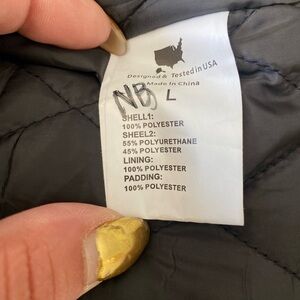 Designed & Tested in USA
Made in China
NB L
SHELL1:
100% POLYESTER
SHEEL2:
55% POLYURETHANE
45% POLYESTER
LINING:
100% POLYESTER
PADDING:
100% POLYESTER